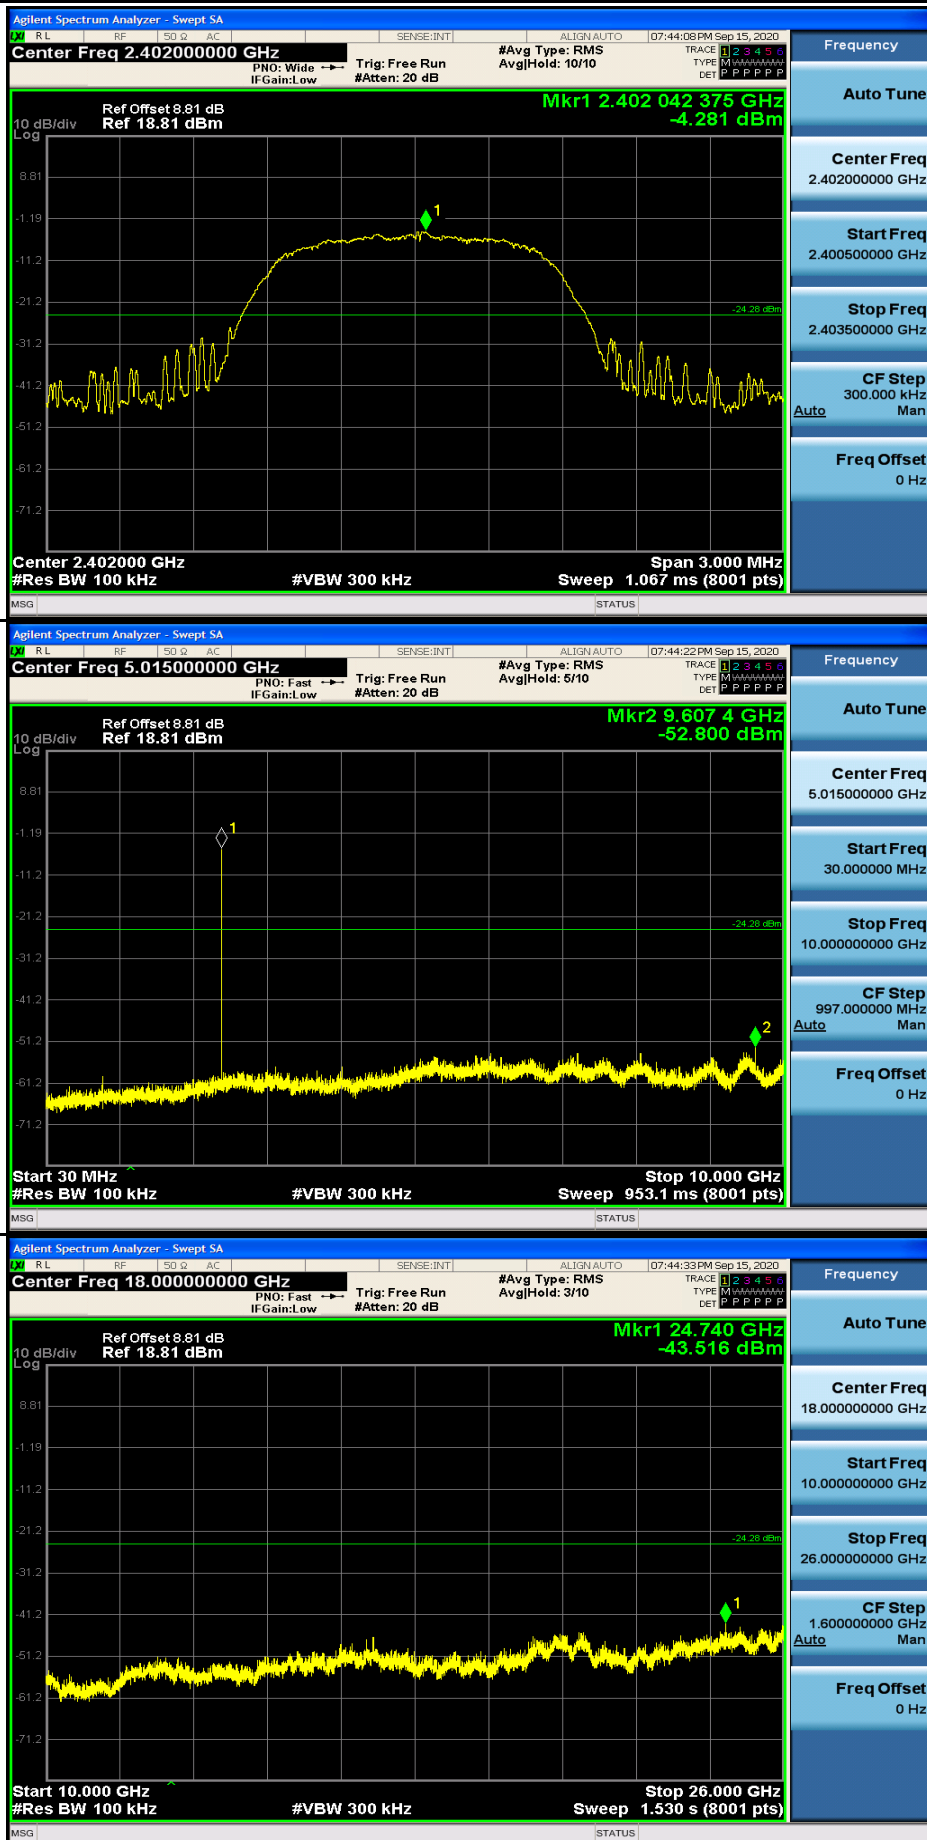 Agilent Spectrum Analyzer - Swept SA
LXI RL RF 50 Ω AC SENSE:INT ALIGN AUTO 07:44:08 PM Sep 15, 2020
Center Freq 2.402000000 GHz #Avg Type: RMS TRACE 1 2 3 4 5 6
PNO: Wide Trig: Free Run Avg|Hold: 10/10 TYPE M WWWWW
IFGain:Low #Atten: 20 dB DET P P P P P P
Frequency
Auto Tune
Ref Offset 8.81 dB Mkr1 2.402 042 375 GHz
10 dB/div Ref 18.81 dBm -4.281 dBm
Log
8.81
-1.19
-11.2
-21.2
-31.2
-41.2
-51.2
-61.2
-71.2
1
-24.28 dBm
Center 2.402000 GHz Span 3.000 MHz
#Res BW 100 kHz #VBW 300 kHz Sweep 1.067 ms (8001 pts)
MSG STATUS
Center Freq
2.402000000 GHz
Start Freq
2.400500000 GHz
Stop Freq
2.403500000 GHz
CF Step
300.000 kHz
Auto Man
Freq Offset
0 Hz
Agilent Spectrum Analyzer - Swept SA
LXI RL RF 50 Ω AC SENSE:INT ALIGN AUTO 07:44:22 PM Sep 15, 2020
Center Freq 5.015000000 GHz #Avg Type: RMS TRACE 1 2 3 4 5 6
PNO: Fast Trig: Free Run Avg|Hold: 5/10 TYPE M WWWWW
IFGain:Low #Atten: 20 dB DET P P P P P P
Frequency
Auto Tune
Ref Offset 8.81 dB Mkr2 9.607 4 GHz
10 dB/div Ref 18.81 dBm -52.800 dBm
Log
8.81
-1.19
-11.2
-21.2
-31.2
-41.2
-51.2
-61.2
-71.2
1
-24.28 dBm
2
Start 30 MHz Stop 10.000 GHz
#Res BW 100 kHz #VBW 300 kHz Sweep 953.1 ms (8001 pts)
MSG STATUS
Center Freq
5.015000000 GHz
Start Freq
30.000000 MHz
Stop Freq
10.000000000 GHz
CF Step
997.000000 MHz
Auto Man
Freq Offset
0 Hz
Agilent Spectrum Analyzer - Swept SA
LXI RL RF 50 Ω AC SENSE:INT ALIGN AUTO 07:44:33 PM Sep 15, 2020
Center Freq 18.000000000 GHz #Avg Type: RMS TRACE 1 2 3 4 5 6
PNO: Fast Trig: Free Run Avg|Hold: 3/10 TYPE M WWWWW
IFGain:Low #Atten: 20 dB DET P P P P P P
Frequency
Auto Tune
Ref Offset 8.81 dB Mkr1 24.740 GHz
10 dB/div Ref 18.81 dBm -43.516 dBm
Log
8.81
-1.19
-11.2
-21.2
-31.2
-41.2
-51.2
-61.2
-71.2
-24.28 dBm
1
Start 10.000 GHz Stop 26.000 GHz
#Res BW 100 kHz #VBW 300 kHz Sweep 1.530 s (8001 pts)
MSG STATUS
Center Freq
18.000000000 GHz
Start Freq
10.000000000 GHz
Stop Freq
26.000000000 GHz
CF Step
1.600000000 GHz
Auto Man
Freq Offset
0 Hz